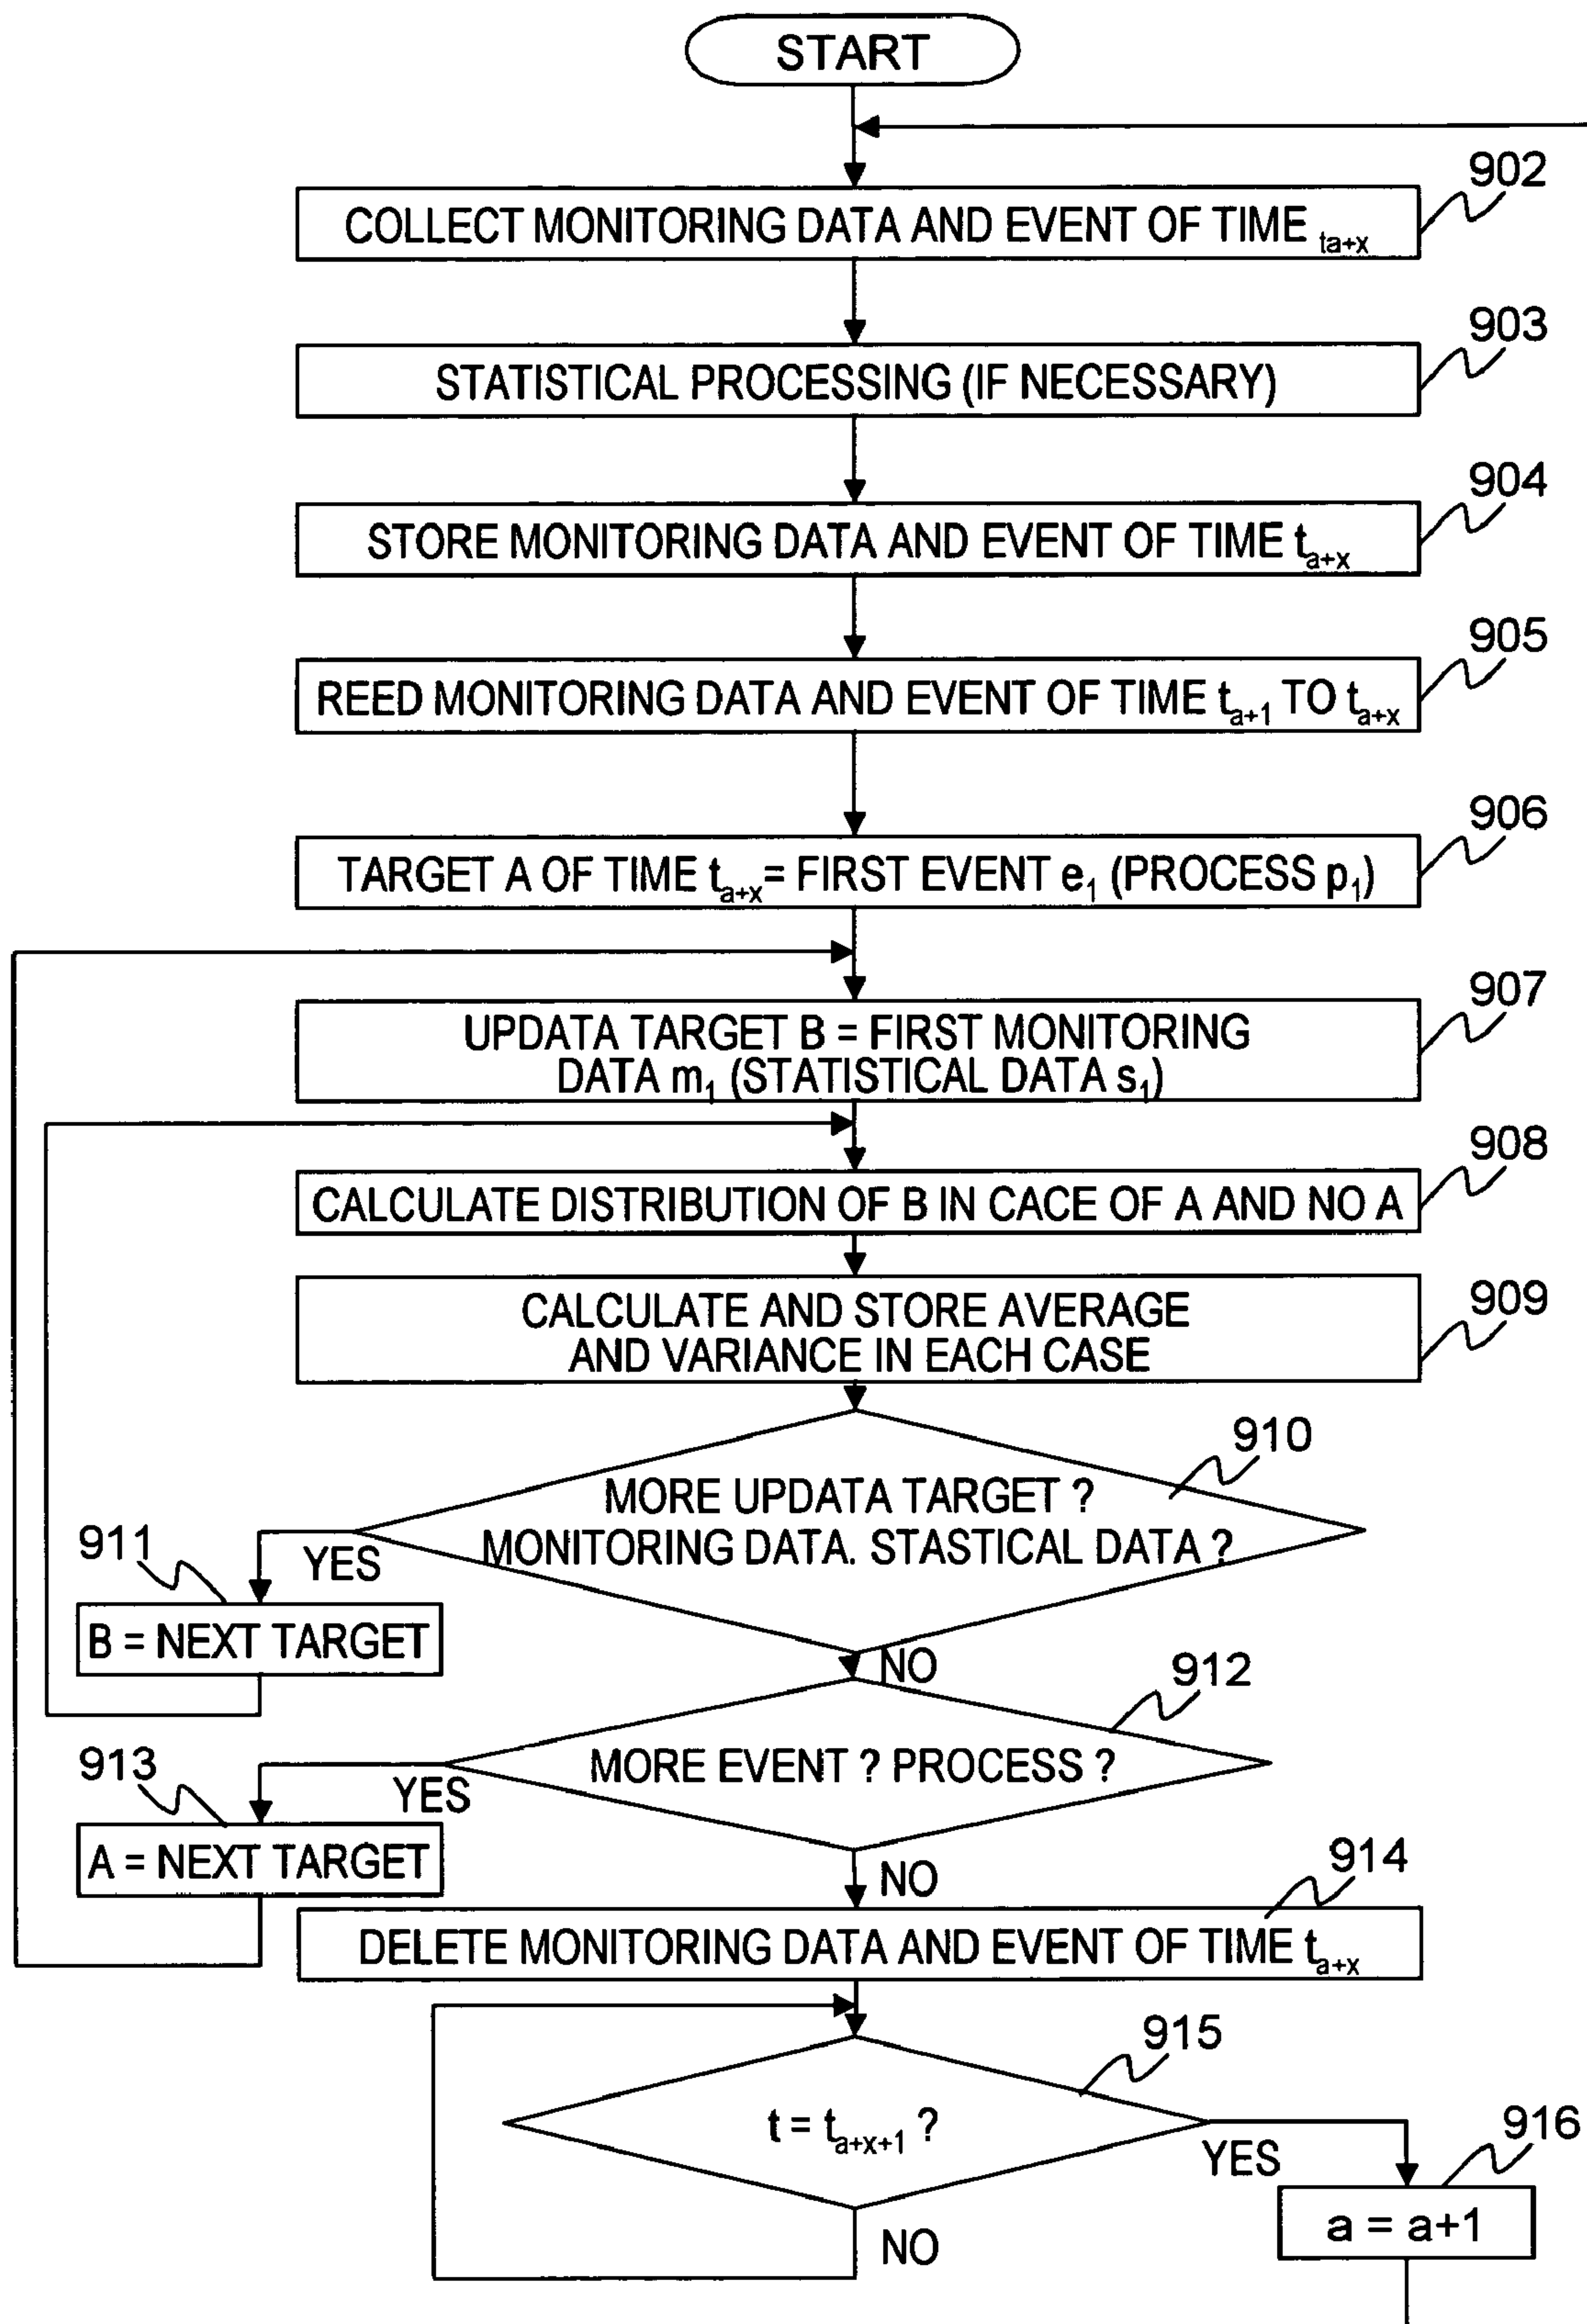 START
902
COLLECT MONITORING DATA AND EVENT OF TIME ta+x
903
STATISTICAL PROCESSING (IF NECESSARY)
904
STORE MONITORING DATA AND EVENT OF TIME ta+x
905
REED MONITORING DATA AND EVENT OF TIME ta+1 TO ta+x
906
TARGET A OF TIME ta+x= FIRST EVENT e1 (PROCESS p1)
907
UPDATA TARGET B = FIRST MONITORING
DATA m1 (STATISTICAL DATA s1)
908
CALCULATE DISTRIBUTION OF B IN CACE OF A AND NO A
909
CALCULATE AND STORE AVERAGE
AND VARIANCE IN EACH CASE
910
MORE UPDATA TARGET ?
MONITORING DATA. STASTICAL DATA ?
911
YES
B = NEXT TARGET
NO
912
MORE EVENT ? PROCESS ?
913
YES
A = NEXT TARGET
NO
914
DELETE MONITORING DATA AND EVENT OF TIME ta+x
915
t = ta+x+1 ?
YES
916
a = a+1
NO